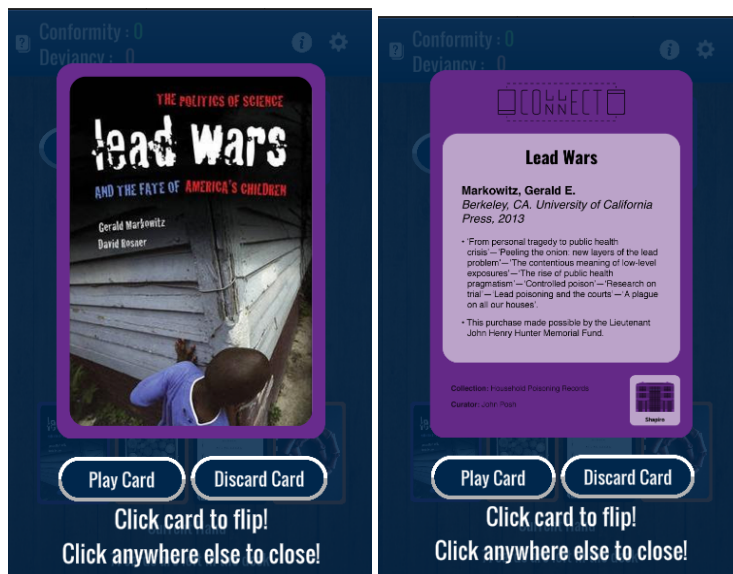 Conformity : 0
Deviancy : 0
THE POLITICS OF SCIENCE
lead wars
AND THE FATE OF AMERICA'S CHILDREN
Gerald Markowitz
David Rosner
Play Card
Discard Card
Click card to flip!
Click anywhere else to close!
Conformity : 0
Deviancy : 0
COLLNNECT
Lead Wars
Markowitz, Gerald E.
Berkeley, CA. University of California
Press, 2013
• 'From personal tragedy to public health
crisis'—'Peeling the onion: new layers of the lead
problem'—'The contentious meaning of low-level
exposures'—'The rise of public health
pragmatism'—'Controlled poison'—'Research on
trial'—'Lead poisoning and the courts'—'A plague
on all our houses'.
• This purchase made possible by the Lieutenant
John Henry Hunter Memorial Fund.
Collection: Household Poisoning Records
Curator: John Posh
Shapiro
Play Card
Discard Card
Click card to flip!
Click anywhere else to close!